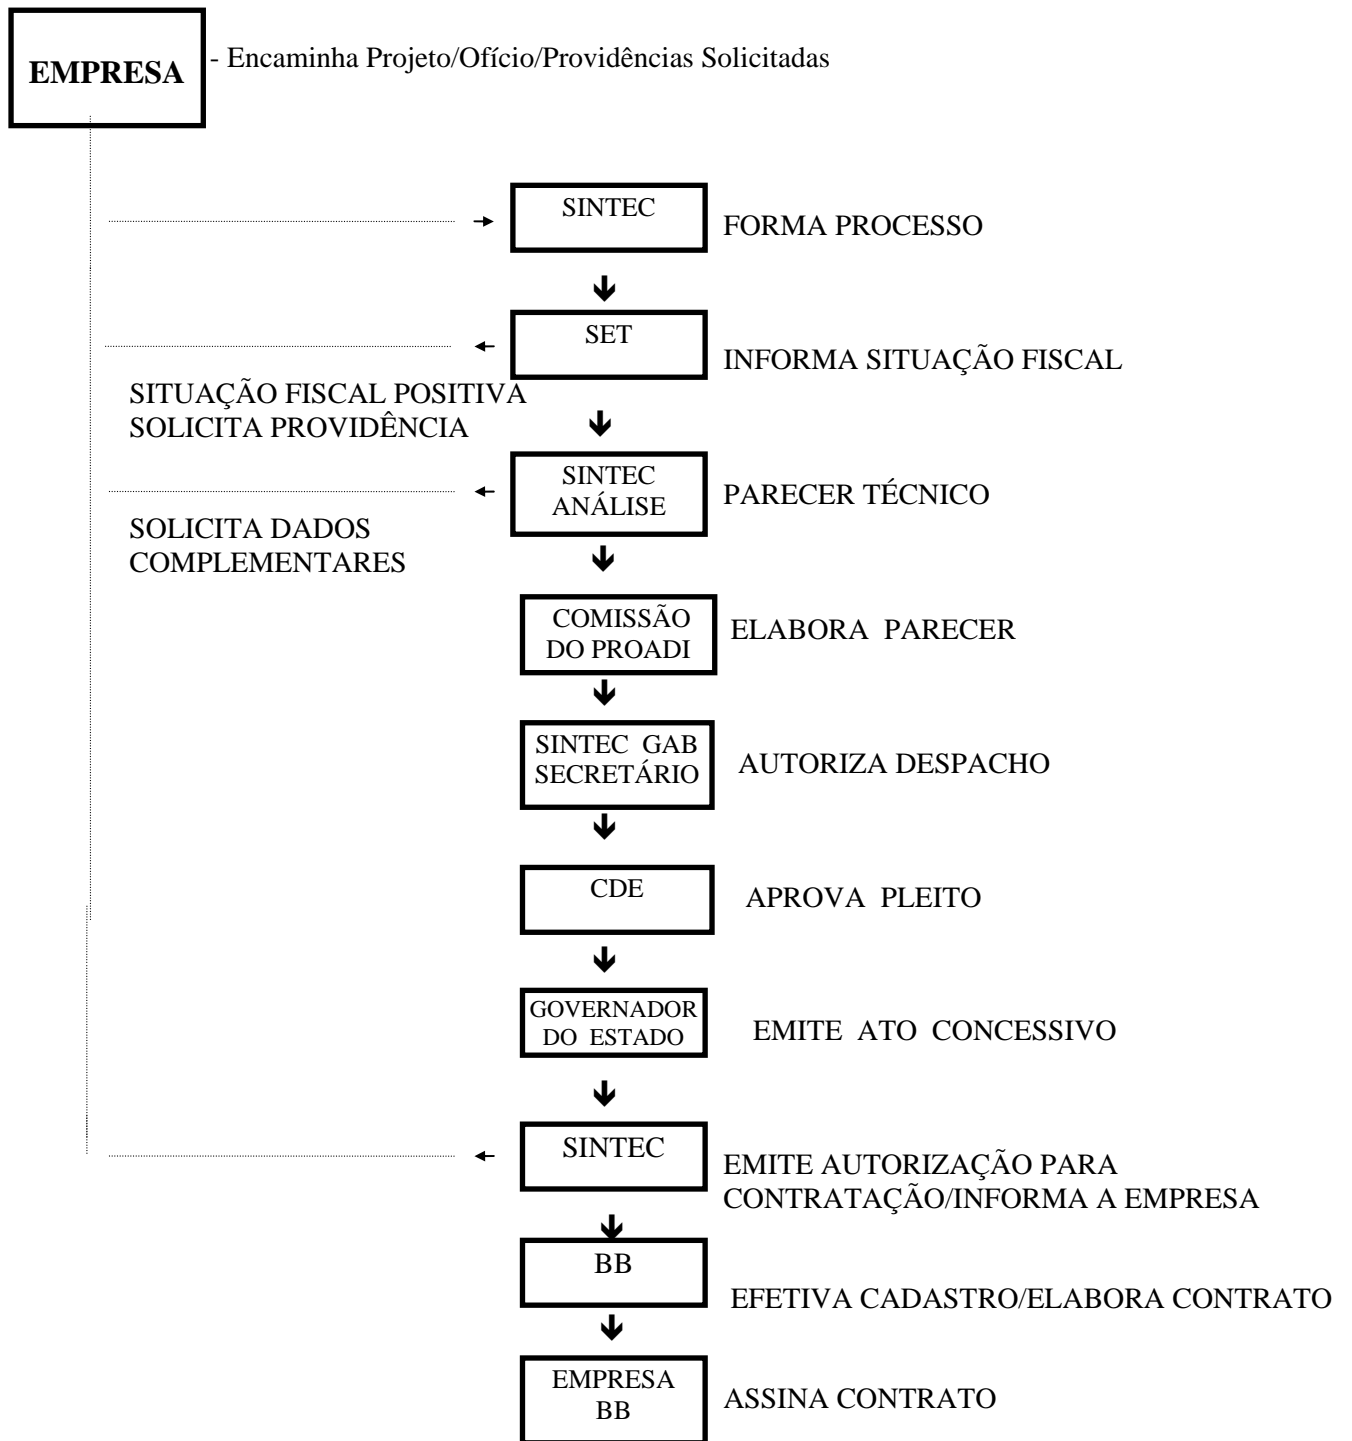 EMPRESA
- Encaminha Projeto/Ofício/Providências Solicitadas
SINTEC
FORMA PROCESSO
SET
INFORMA SITUAÇÃO FISCAL
SITUAÇÃO FISCAL POSITIVA
SOLICITA PROVIDÊNCIA
SINTEC
ANÁLISE
PARECER TÉCNICO
SOLICITA DADOS
COMPLEMENTARES
COMISSÃO
DO PROADI
ELABORA PARECER
SINTEC GAB
SECRETÁRIO
AUTORIZA DESPACHO
CDE
APROVA PLEITO
GOVERNADOR
DO ESTADO
EMITE ATO CONCESSIVO
SINTEC
EMITE AUTORIZAÇÃO PARA
CONTRATAÇÃO/INFORMA A EMPRESA
BB
EFETIVA CADASTRO/ELABORA CONTRATO
EMPRESA
BB
ASSINA CONTRATO